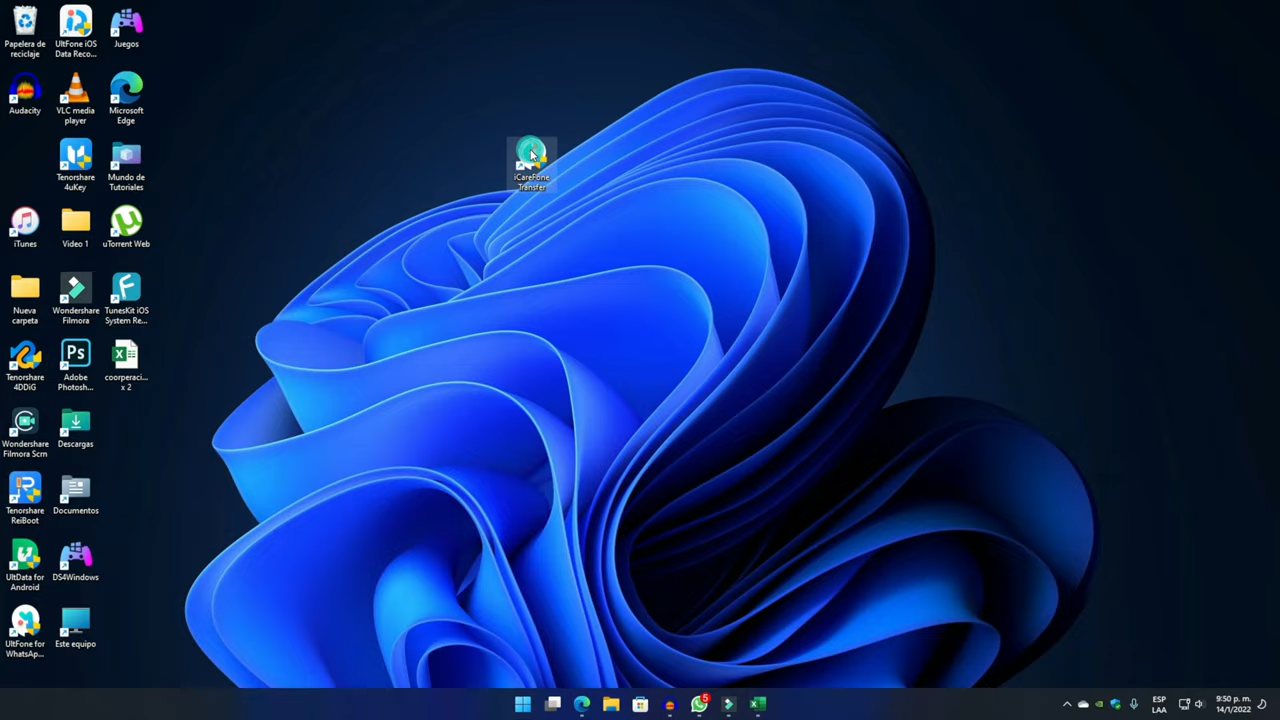 Papelera de
reciclaje
UltFone iOS
Data Reco...
Juegos
Audacity
VLC media
player
Microsoft
Edge
Tenorshare
4uKey
Mundo de
Tutoriales
iCareFone
Transfer
iTunes
Video 1
uTorrent Web
Nueva
carpeta
Wondershare
Filmora
TunesKit iOS
System Re...
Tenorshare
4DDiG
Ps
Adobe
Photosh...
coorperaci...
x 2
Wondershare
Filmora Scrn
Descargas
Tenorshare
ReiBoot
Documentos
UltData for
Android
DS4Windows
UltFone for
WhatsAp...
Este equipo
5
ESP
LAA
9:50 p. m.
14/1/2022